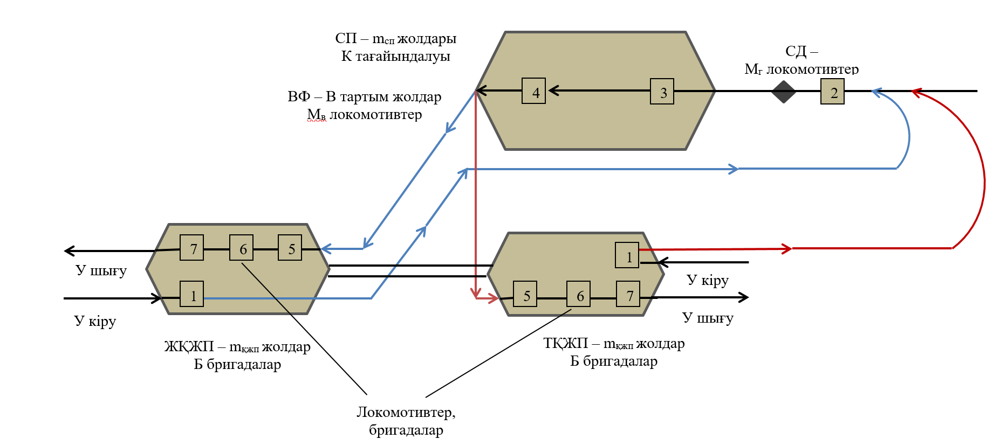 СП – mсп жолдары
К тағайындалуы
СД –
Мг локомотивтер
ВФ – В тартым жолдар
Мв локомотивтер
4
3
2
7
6
5
1
У шығу
1
У кіру
У кіру
5
6
7
У шығу
ЖҚЖП – mқжп жолдар
Б бригадалар
ТҚЖП – mқжп жолдар
Б бригадалар
Локомотивтер,
бригадалар